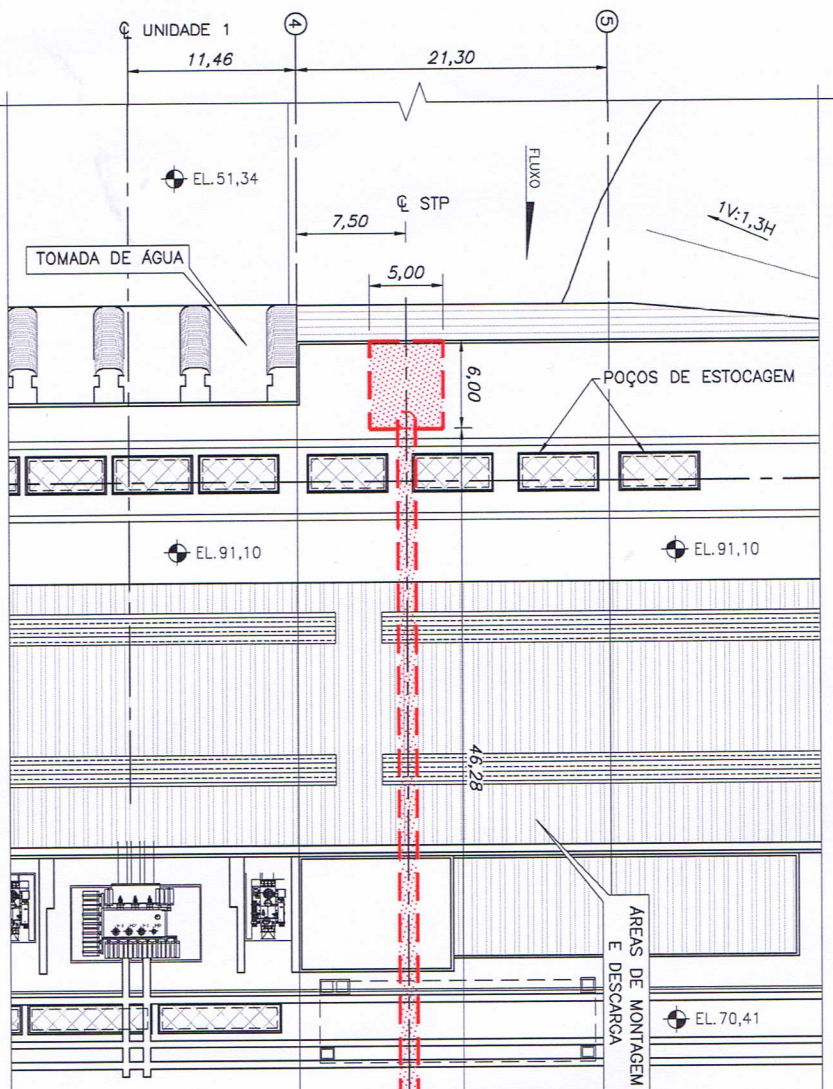 ℄ UNIDADE 1
4
5
11,46
21,30
EL.51,34
FLUXO
℄ STP
7,50
1V:1,3H
TOMADA DE ÁGUA
5,00
6,00
POÇOS DE ESTOCAGEM
EL.91,10
EL.91,10
46,28
ÁREAS DE MONTAGEM
E DESCARGA
EL.70,41